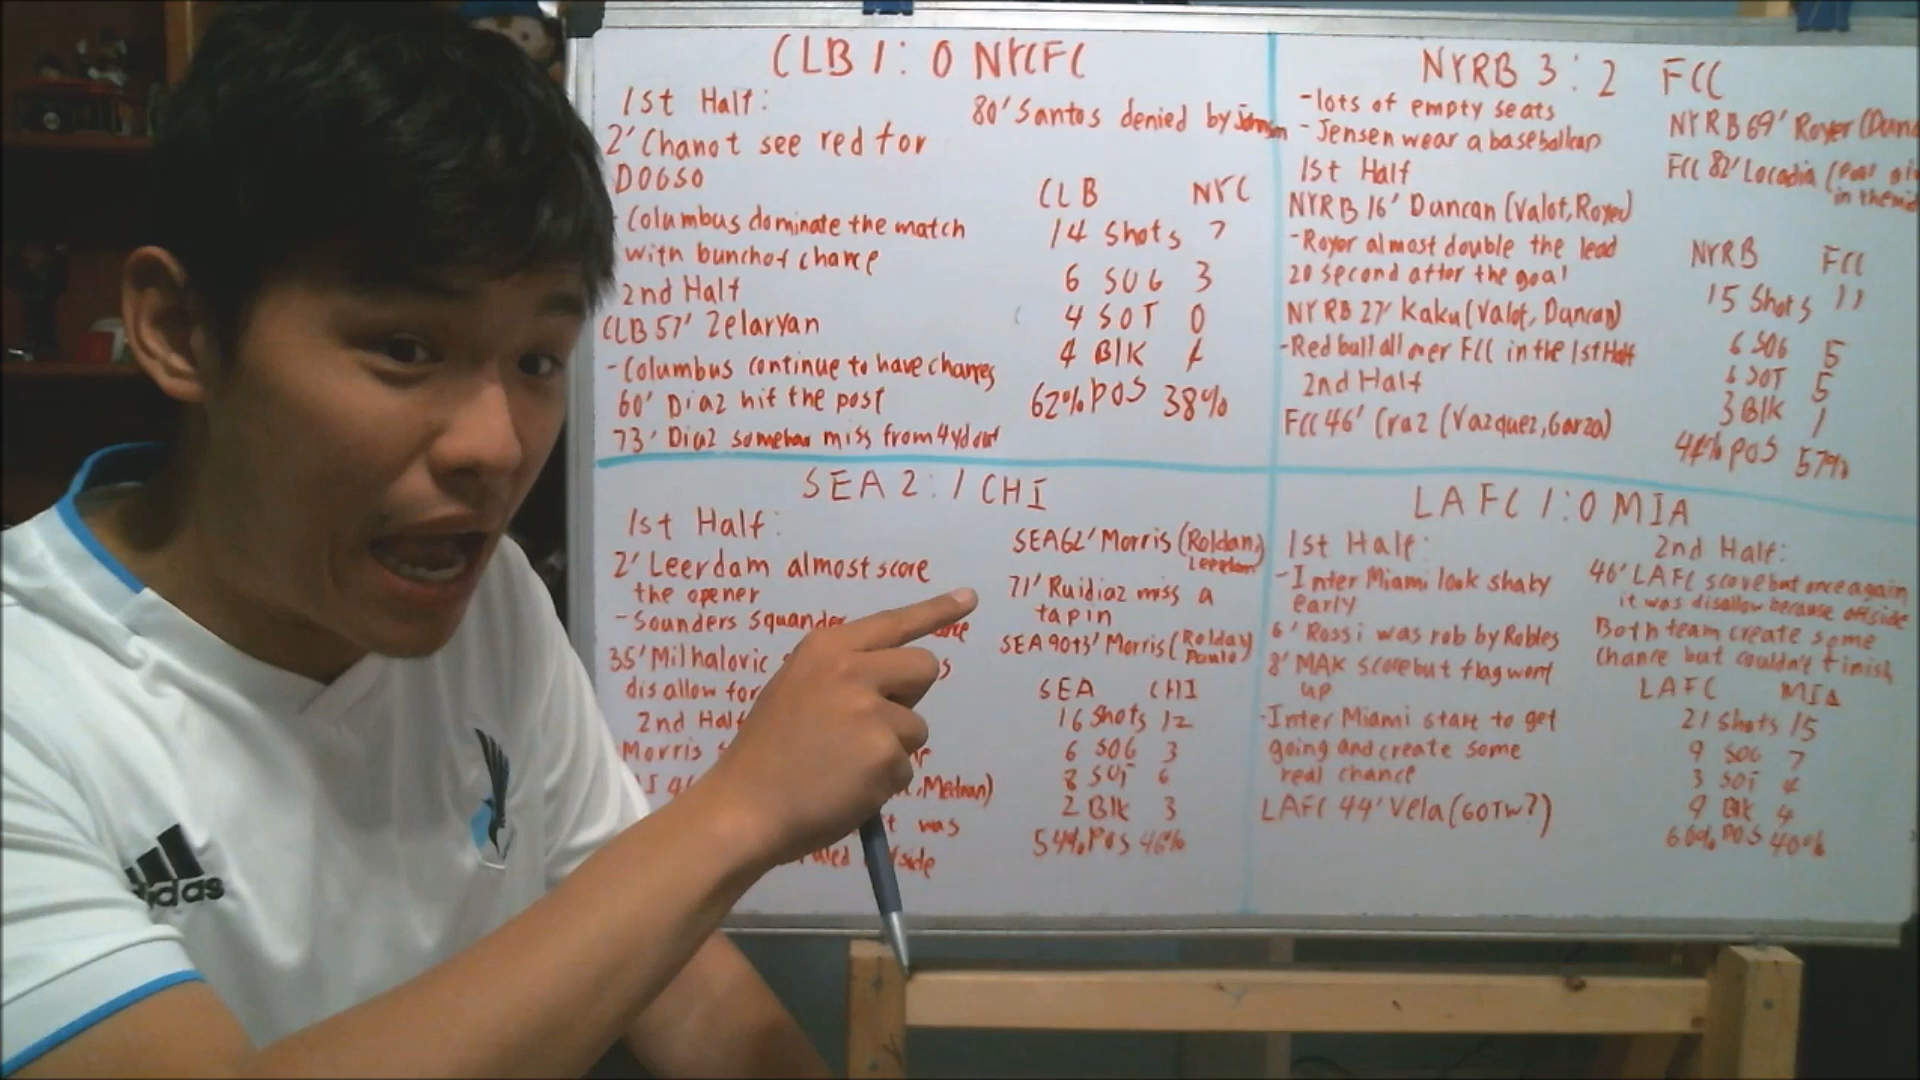 CLB 1:0 NYCFC
1st Half:
2' Chanot see red for
DOGSO
- Columbus dominate the match
with bunch of chance
2nd Half
CLB 57' Zelaryan
- Columbus continue to have chances
60' Diaz hit the post
73' Diaz somehow miss from 4yd out
80' Santos denied by
CLB NYC
14 Shots 7
6 SOG 3
4 SOT 0
4 Blk
62% POS 38%
NYRB 3:2 FCC
- lots of empty seats
- Jensen wear a baseball cap
1st Half
NYRB 16' Duncan (Valot, Royer)
- Royer almost double the lead
20 second after the goal
NYRB 27' Kaku (Valot, Duncan)
- Red bull all over FCC in the 1st Half
2nd Half
FCC 46' Cruz (Vazquez, Garza)
NYRB 69' Royer (Dunc
FCC 82' Locadia (
in the
NYRB FCC
15 Shots 11
6 SOG 5
6 SOT 5
3 Blk 1
POS 57%
SEA 2:1 CHI
1st Half:
2' Leerdam almost score
the opener
- Sounders squander
35' Milhalovic
disallow for
2nd Half
Morris
, Medran)
t was
SEA 62' Morris (Roldan,
Leerdam)
71' Ruidiaz miss a
tap in
SEA 90+3' Morris (
Paulo)
SEA CHI
16 Shots 12
6 SOG 3
8 SOT 6
2 Blk 3
54% POS 46%
LAFC 1:0 MIA
1st Half:
- Inter Miami look shaky
early
6' Rossi was rob by Robles
8' MAK score but flag went
up
- Inter Miami start to get
going and create some
real chance
LAFC 44' Vela (GOTW?)
2nd Half:
46' LAFC score but once again
it was disallow because offside
Both team create some
chance but couldn't finish
LAFC MIA
21 Shots 15
9 SOG 7
3 SOT 4
9 Blk 4
60% POS 40%
adidas